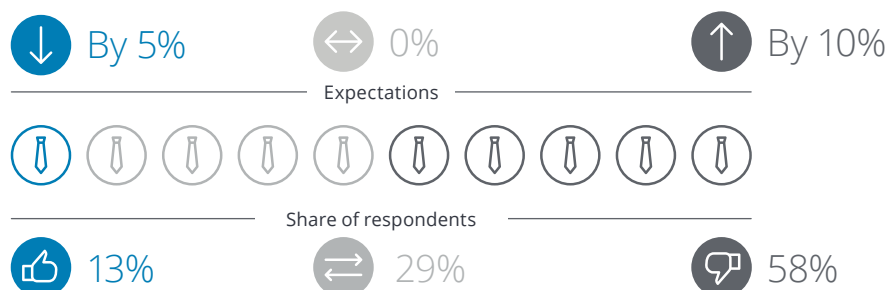 By 5% 0% By 10%
Expectations
Share of respondents
13% 29% 58%